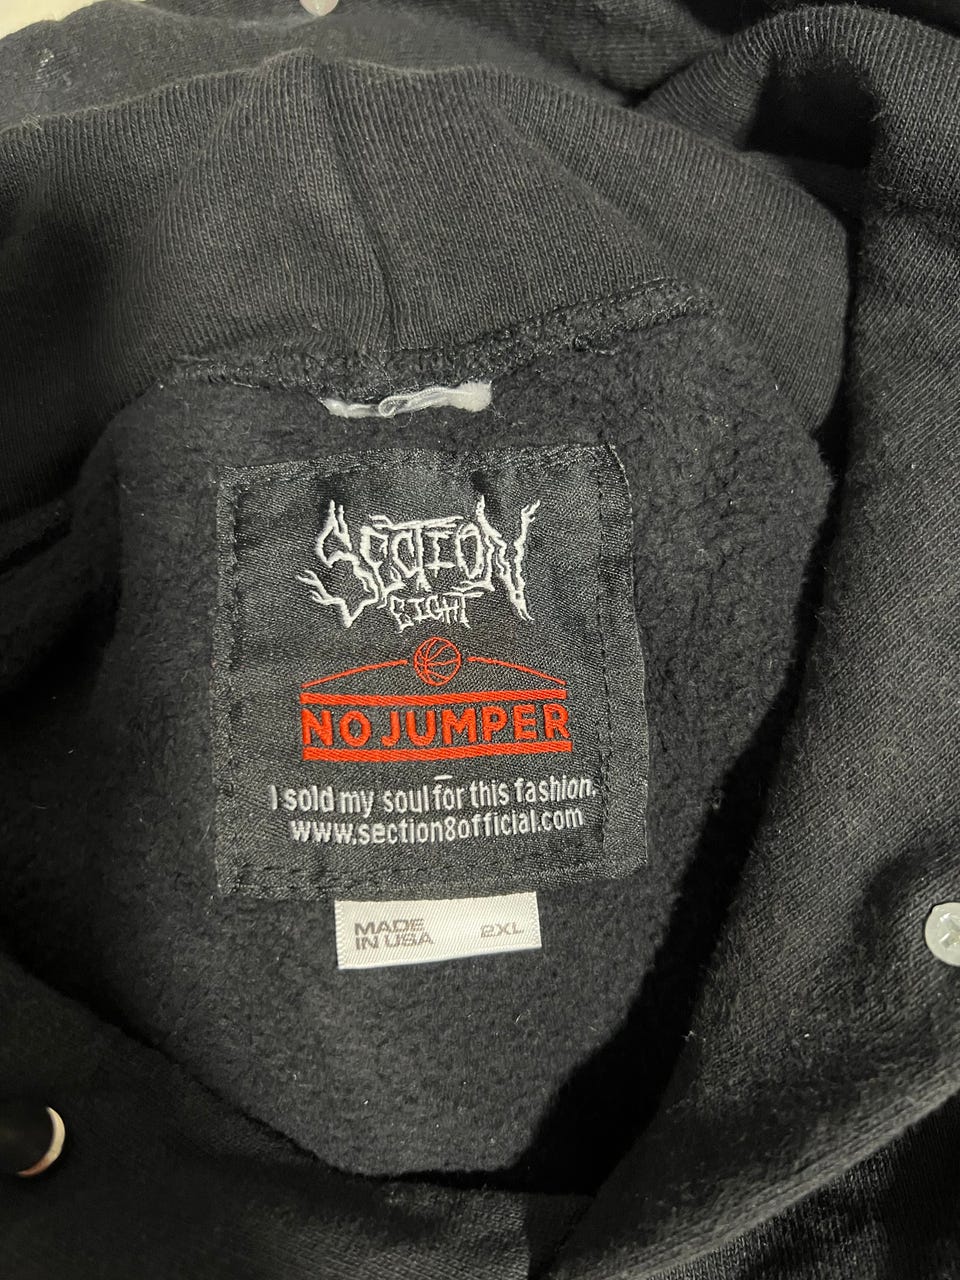 SECTION
EIGHT
NO JUMPER
I sold my soul for this fashion.
www.section8official.com
MADE
IN USA
2XL